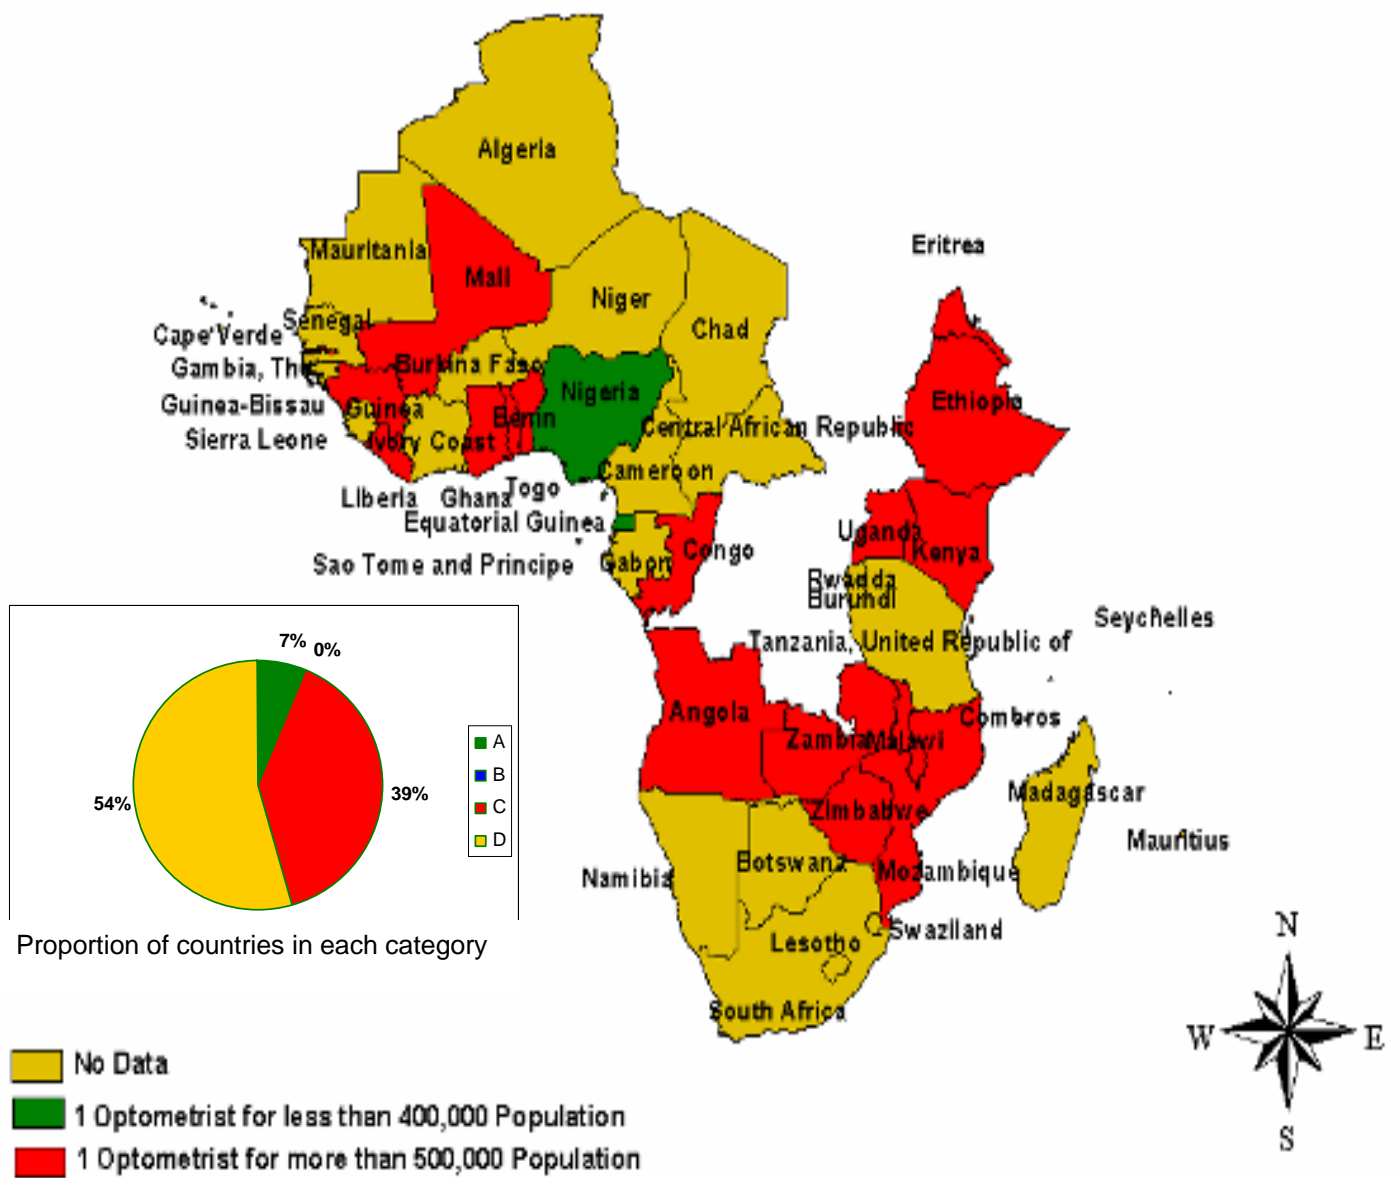 Algeria
Eritrea
Mauritania
Mali
Niger
Senegal
Chad
Cape Verde
Gambia, The
Burkina Faso
Nigeria
Ethiopia
Guinea-Bissau
Guinea
Benin
Central African Republic
Sierra Leone
Ivory Coast
Cameroon
Liberia
Ghana
Togo
Equatorial Guinea
Uganda
Kenya
Sao Tome and Principe
Gabon
Congo
Rwadda
Burundi
Seychelles
Tanzania, United Republic of
Angola
Comoros
Zambia
Malawi
Madagascar
Zimbabwe
Mauritius
Botswana
Namibia
Mozambique
Swaziland
Lesotho
South Africa
7%
0%
39%
54%
A
B
C
D
Proportion of countries in each category
N
W
E
S
No Data
1 Optometrist for less than 400,000 Population
1 Optometrist for more than 500,000 Population